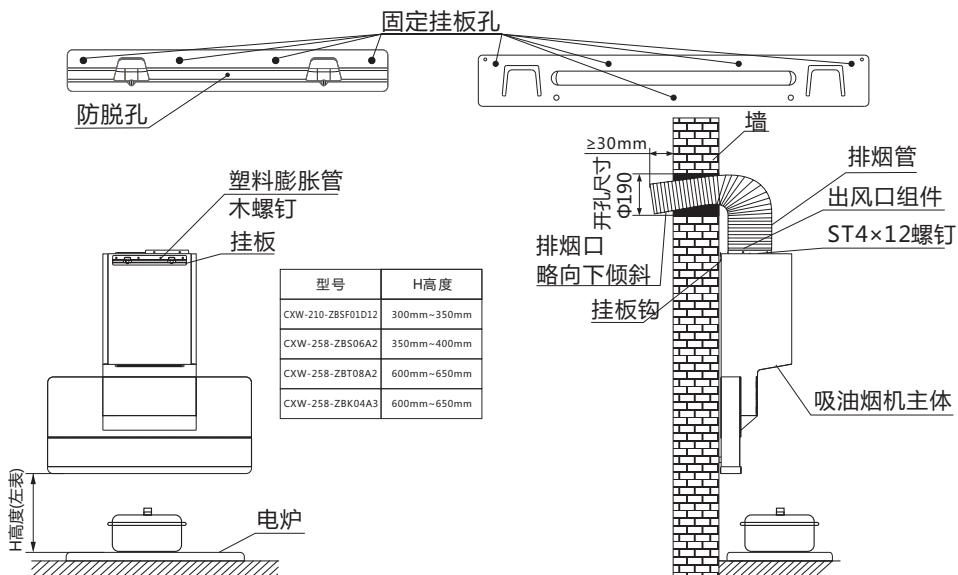 固定挂板孔
防脱孔
墙
≥30mm
开孔尺寸
Φ190
排烟管
出风口组件
ST4×12螺钉
排烟口
略向下倾斜
挂板钩
吸油烟机主体
塑料膨胀管
木螺钉
挂板
型号 H高度
CXW-210-ZBSF01D12 300mm~350mm
CXW-258-ZBS06A2 350mm~400mm
CXW-258-ZBT08A2 600mm~650mm
CXW-258-ZBK04A3 600mm~650mm
H高度(左表)
电炉